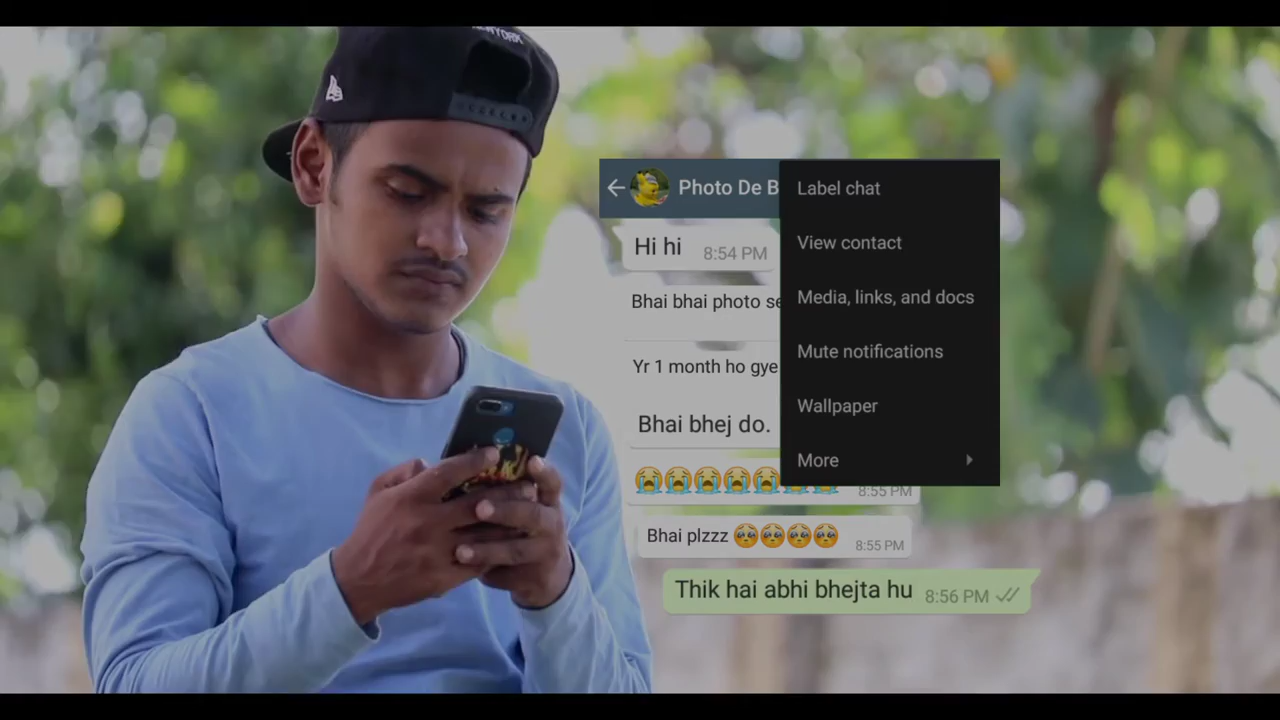 Photo De B
Label chat
View contact
Media, links, and docs
Mute notifications
Wallpaper
More
Hi hi 8:54 PM
Bhai bhai photo se
Yr 1 month ho gye
Bhai bhej do.
😭😭😭😭😭😭😭 8:55 PM
Bhai plzzz 🥺🥺🥺🥺 8:55 PM
Thik hai abhi bhejta hu 8:56 PM